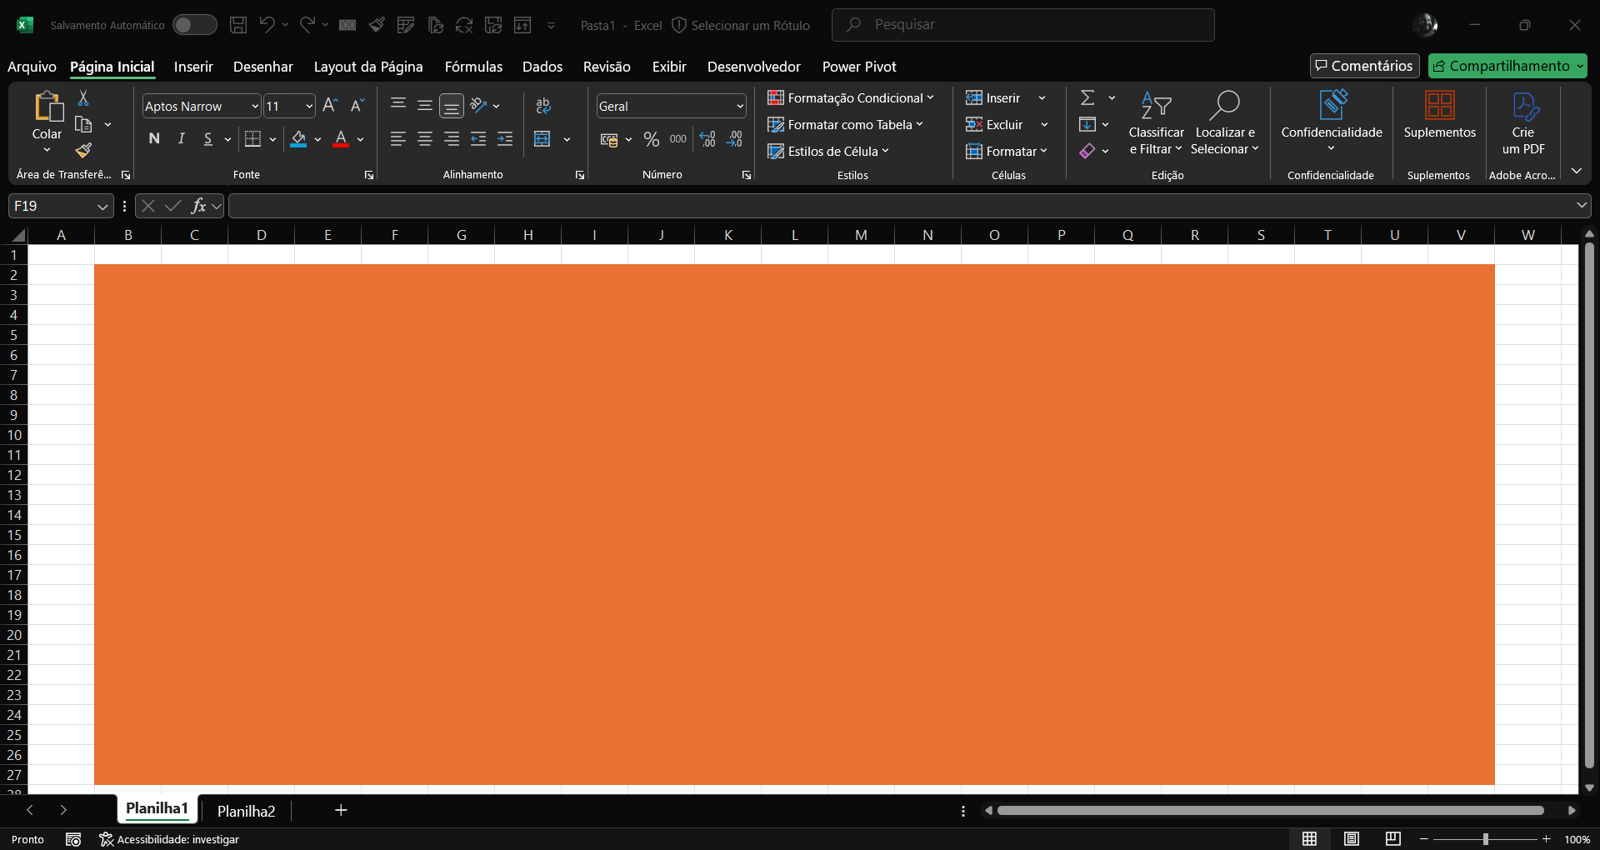 Salvamento Automático
Pasta1 - Excel
Selecionar um Rótulo
Pesquisar
Arquivo
Página Inicial
Inserir
Desenhar
Layout da Página
Fórmulas
Dados
Revisão
Exibir
Desenvolvedor
Power Pivot
Comentários
Compartilhamento
Colar
Área de Transferê...
Aptos Narrow
11
N I S
Fonte
Alinhamento
Geral
% 000
Número
Formatação Condicional
Formatar como Tabela
Estilos de Célula
Estilos
Inserir
Excluir
Formatar
Células
Classificar
e Filtrar
Localizar e
Selecionar
Edição
Confidencialidade
Confidencialidade
Suplementos
Suplementos
Crie
um PDF
Adobe Acro...
F19
fx
A B C D E F G H I J K L M N O P Q R S T U V W
1
2
3
4
5
6
7
8
9
10
11
12
13
14
15
16
17
18
19
20
21
22
23
24
25
26
27
28
Planilha1
Planilha2
Pronto
Acessibilidade: investigar
100%